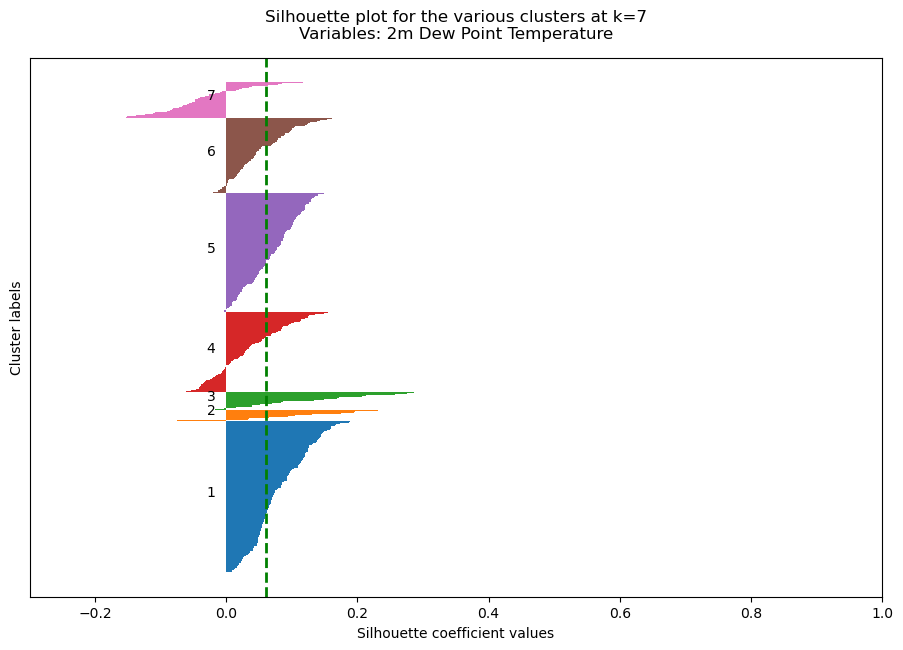 Silhouette plot for the various clusters at k=7
Variables: 2m Dew Point Temperature
7
6
5
4
3
2
1
Cluster labels
−0.2 0.0 0.2 0.4 0.6 0.8 1.0
Silhouette coefficient values